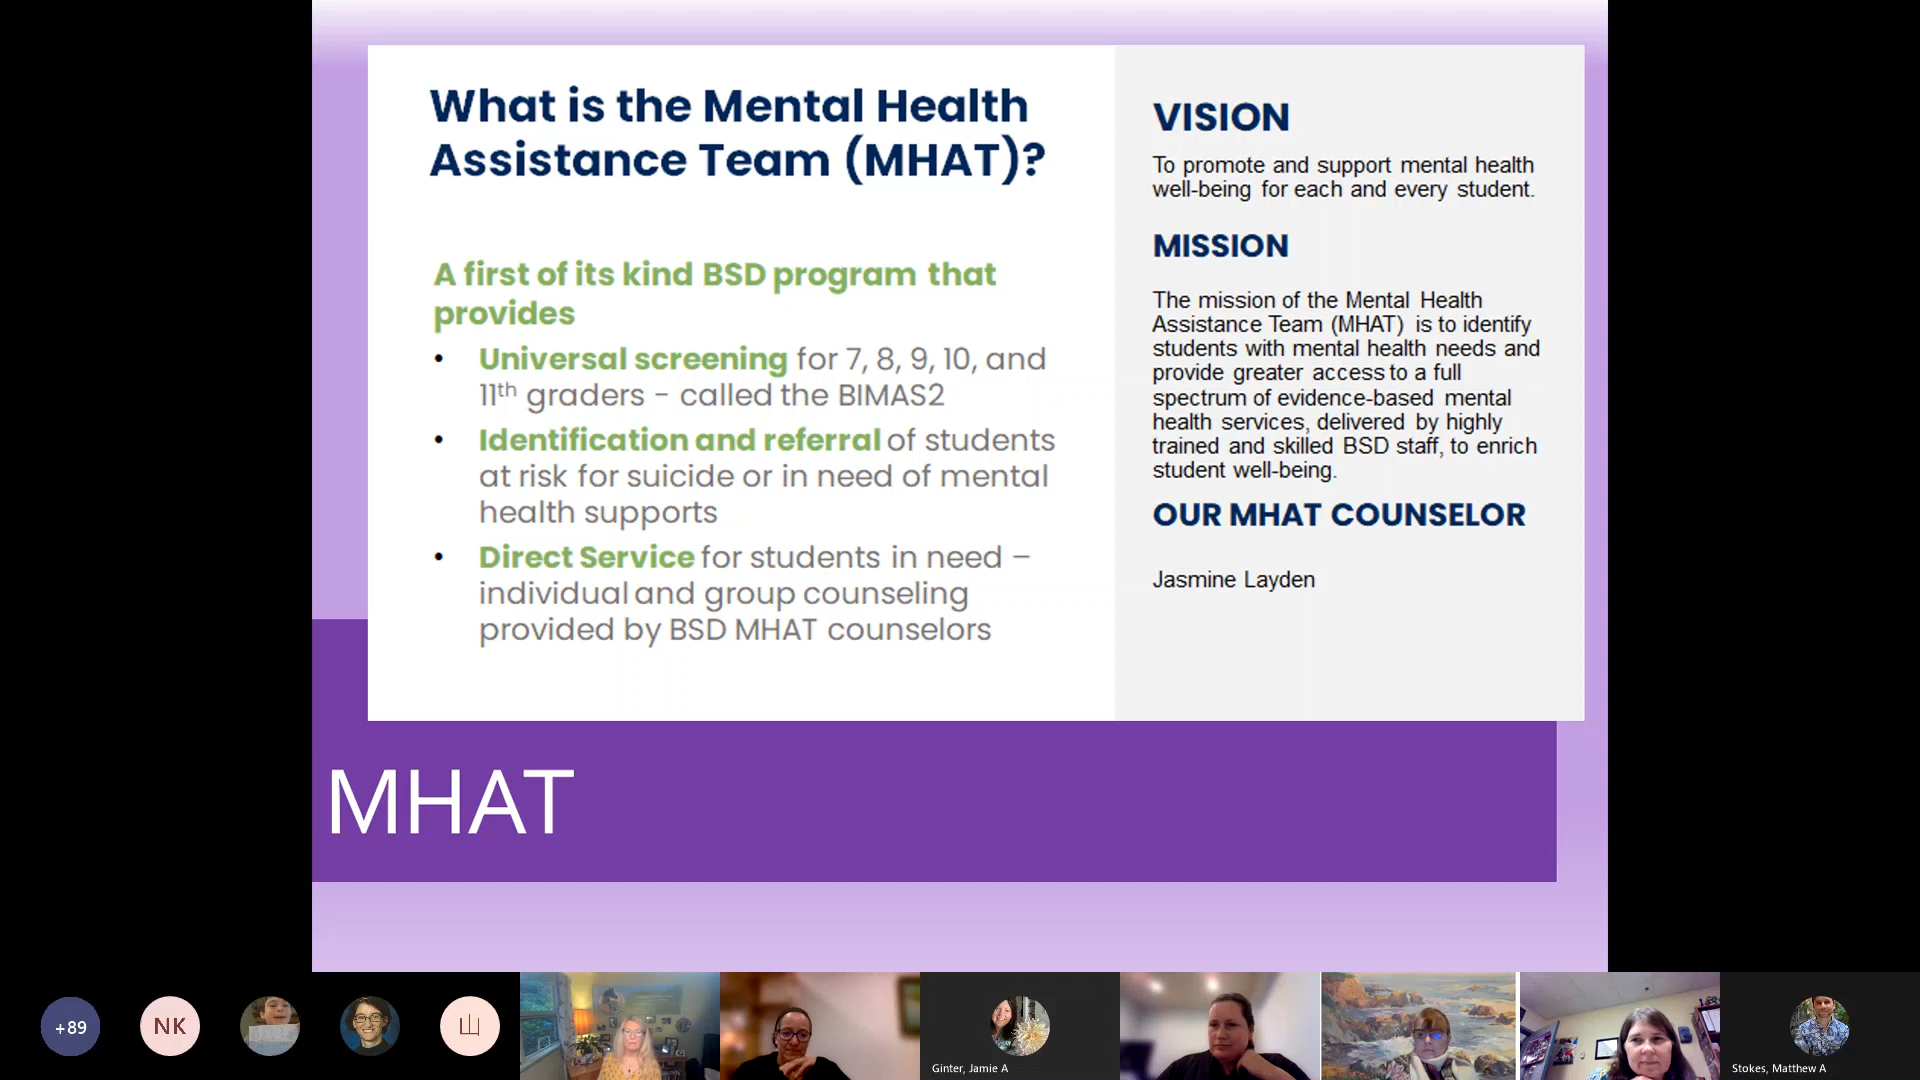 What is the Mental Health
Assistance Team (MHAT)?
A first of its kind BSD program that
provides
• Universal screening for 7, 8, 9, 10, and
11th graders - called the BIMAS2
• Identification and referral of students
at risk for suicide or in need of mental
health supports
• Direct Service for students in need –
individual and group counseling
provided by BSD MHAT counselors
VISION
To promote and support mental health
well-being for each and every student.
MISSION
The mission of the Mental Health
Assistance Team (MHAT) is to identify
students with mental health needs and
provide greater access to a full
spectrum of evidence-based mental
health services, delivered by highly
trained and skilled BSD staff, to enrich
student well-being.
OUR MHAT COUNSELOR
Jasmine Layden
MHAT
+89
NK
Ш
Ginter, Jamie A
Stokes, Matthew A